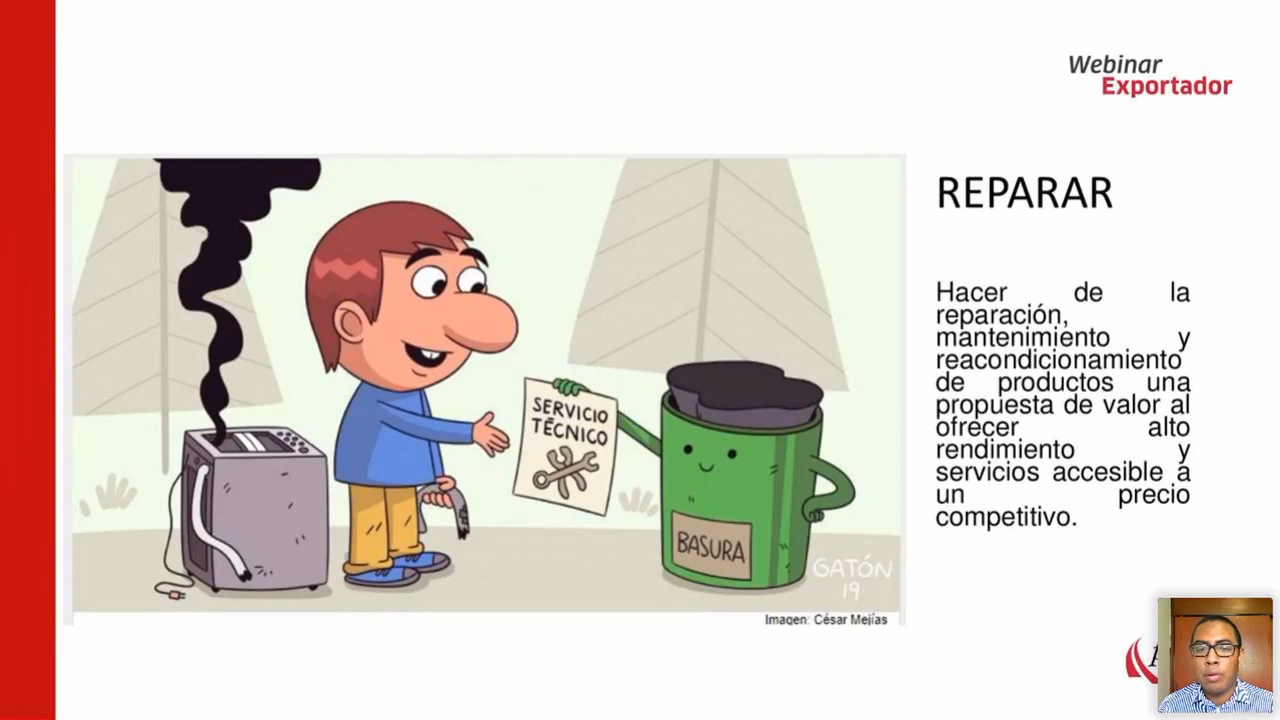 Webinar
Exportador
REPARAR
Hacer de la
reparación,
mantenimiento y
reacondicionamiento
de productos una
propuesta de valor al
ofrecer alto
rendimiento y
servicios accesible a
un precio
competitivo.
SERVICIO
TÉCNICO
BASURA
GATÓN
19
Imagen: César Mejías